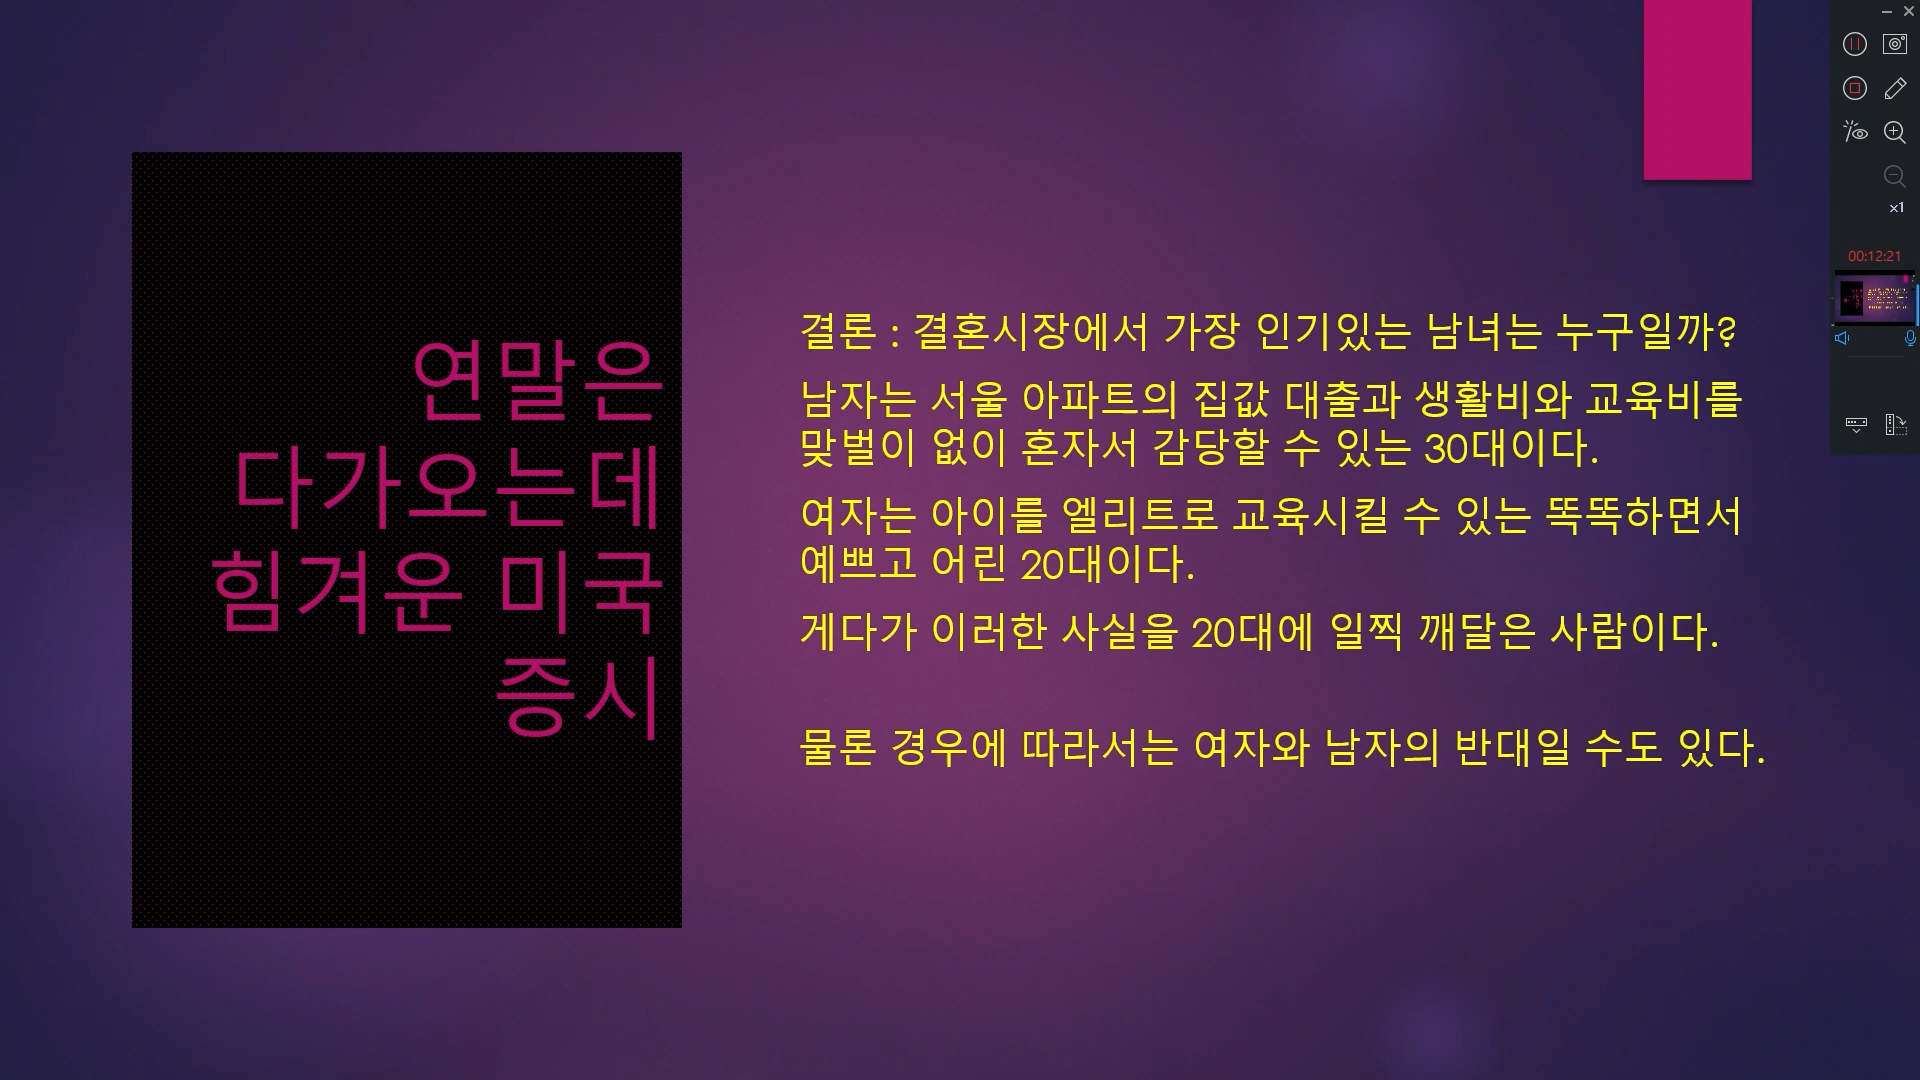 연말은
다가오는데
힘겨운 미국
증시
결론 : 결혼시장에서 가장 인기있는 남녀는 누구일까?
남자는 서울 아파트의 집값 대출과 생활비와 교육비를
맞벌이 없이 혼자서 감당할 수 있는 30대이다.
여자는 아이를 엘리트로 교육시킬 수 있는 똑똑하면서
예쁘고 어린 20대이다.
게다가 이러한 사실을 20대에 일찍 깨달은 사람이다.
물론 경우에 따라서는 여자와 남자의 반대일 수도 있다.
x1
00:12:21